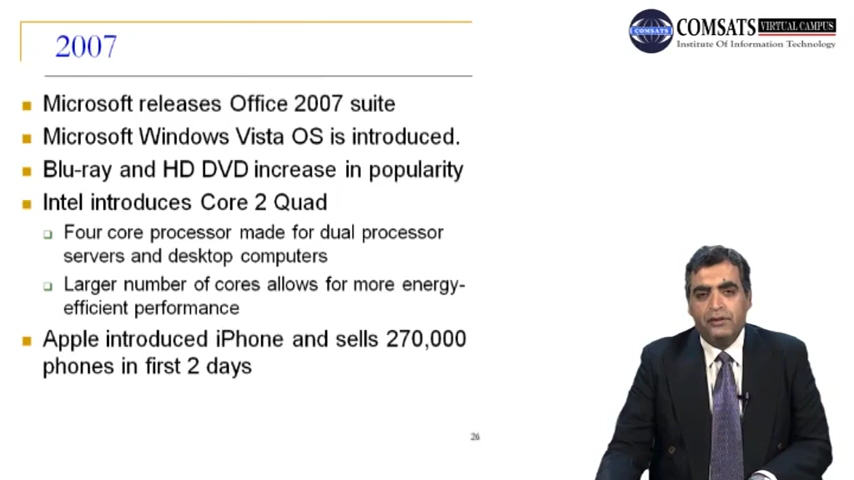 2007
Microsoft releases Office 2007 suite
Microsoft Windows Vista OS is introduced.
Blu-ray and HD DVD increase in popularity
Intel introduces Core 2 Quad
Four core processor made for dual processor
servers and desktop computers
Larger number of cores allows for more energy-
efficient performance
Apple introduced iPhone and sells 270,000
phones in first 2 days
26
COMSATS
COMSATS VIRTUAL CAMPUS
Institute Of Information Technology